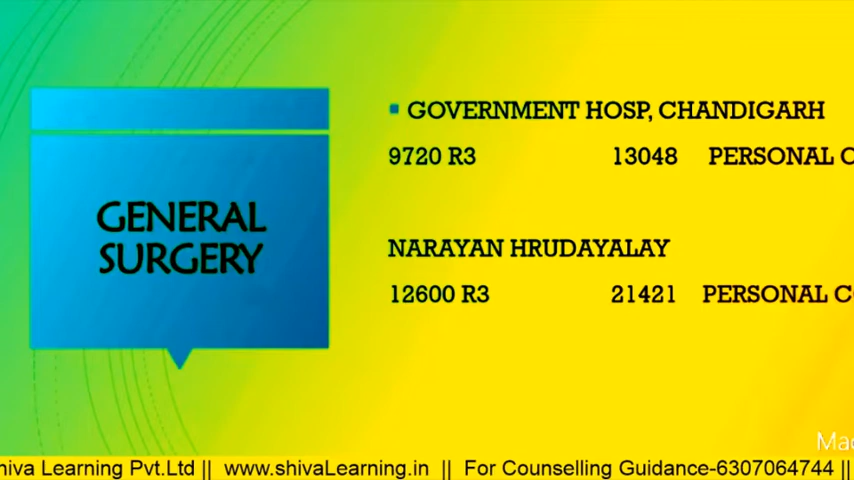 GENERAL
SURGERY
GOVERNMENT HOSP, CHANDIGARH
9720 R3 13048 PERSONAL
NARAYAN HRUDAYALAY
12600 R3 21421 PERSONAL
Learning Pvt.Ltd || www.shivaLearning.in || For Counselling Guidance-6307064744 ||